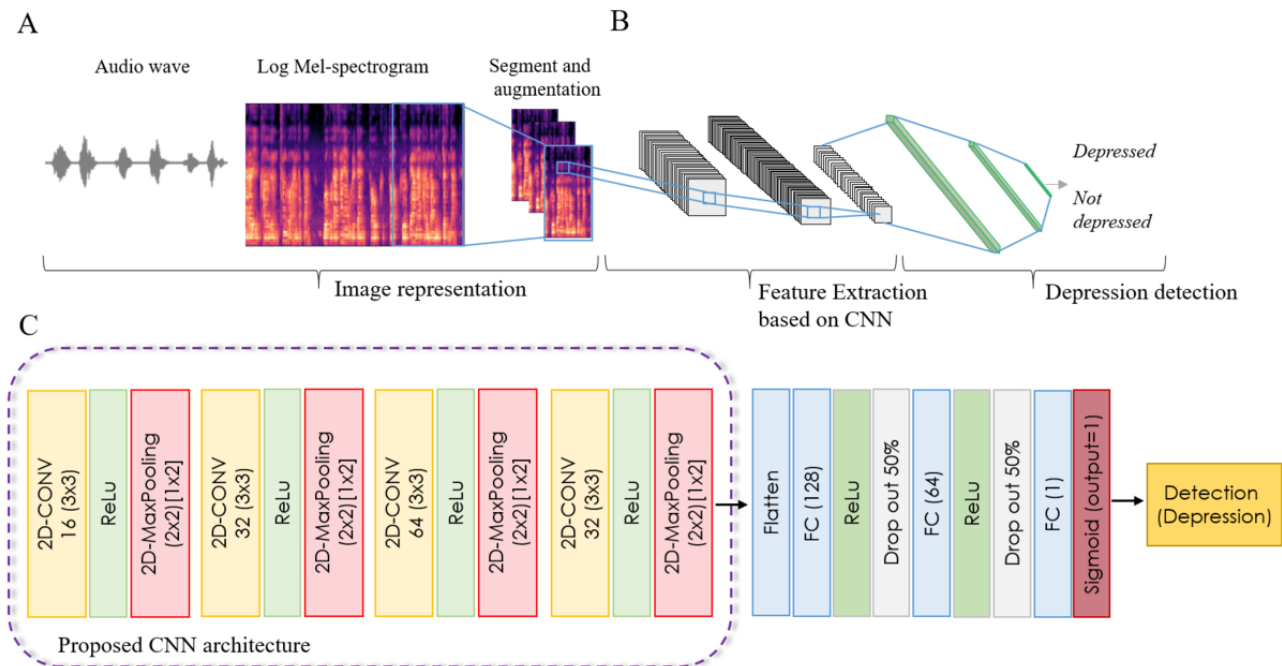 A
B
Audio wave
Log Mel-spectrogram
Segment and
augmentation
Depressed
Not
depressed
Image representation
Feature Extraction
based on CNN
Depression detection
C
2D-CONV
16 (3x3)
ReLu
2D-MaxPooling
(2x2) [1x2]
2D-CONV
32 (3x3)
ReLu
2D-MaxPooling
(2x2) [1x2]
2D-CONV
64 (3x3)
ReLu
2D-MaxPooling
(2x2) [1x2]
2D-CONV
32 (3x3)
ReLu
2D-MaxPooling
(2x2) [1x2]
Flatten
FC (128)
ReLu
Drop out 50%
FC (64)
ReLu
Drop out 50%
FC (1)
Sigmoid (output=1)
Detection
(Depression)
Proposed CNN architecture